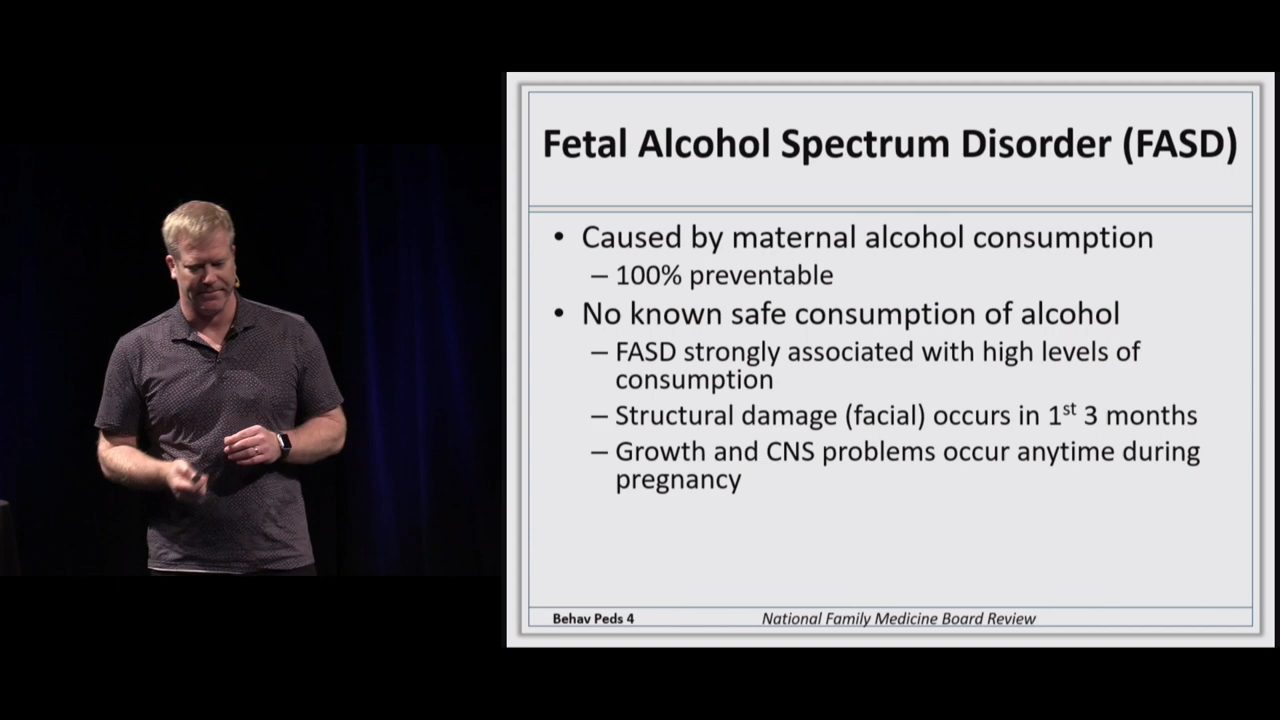 Fetal Alcohol Spectrum Disorder (FASD)
• Caused by maternal alcohol consumption
– 100% preventable
• No known safe consumption of alcohol
– FASD strongly associated with high levels of
consumption
– Structural damage (facial) occurs in 1st 3 months
– Growth and CNS problems occur anytime during
pregnancy
Behav Peds 4
National Family Medicine Board Review